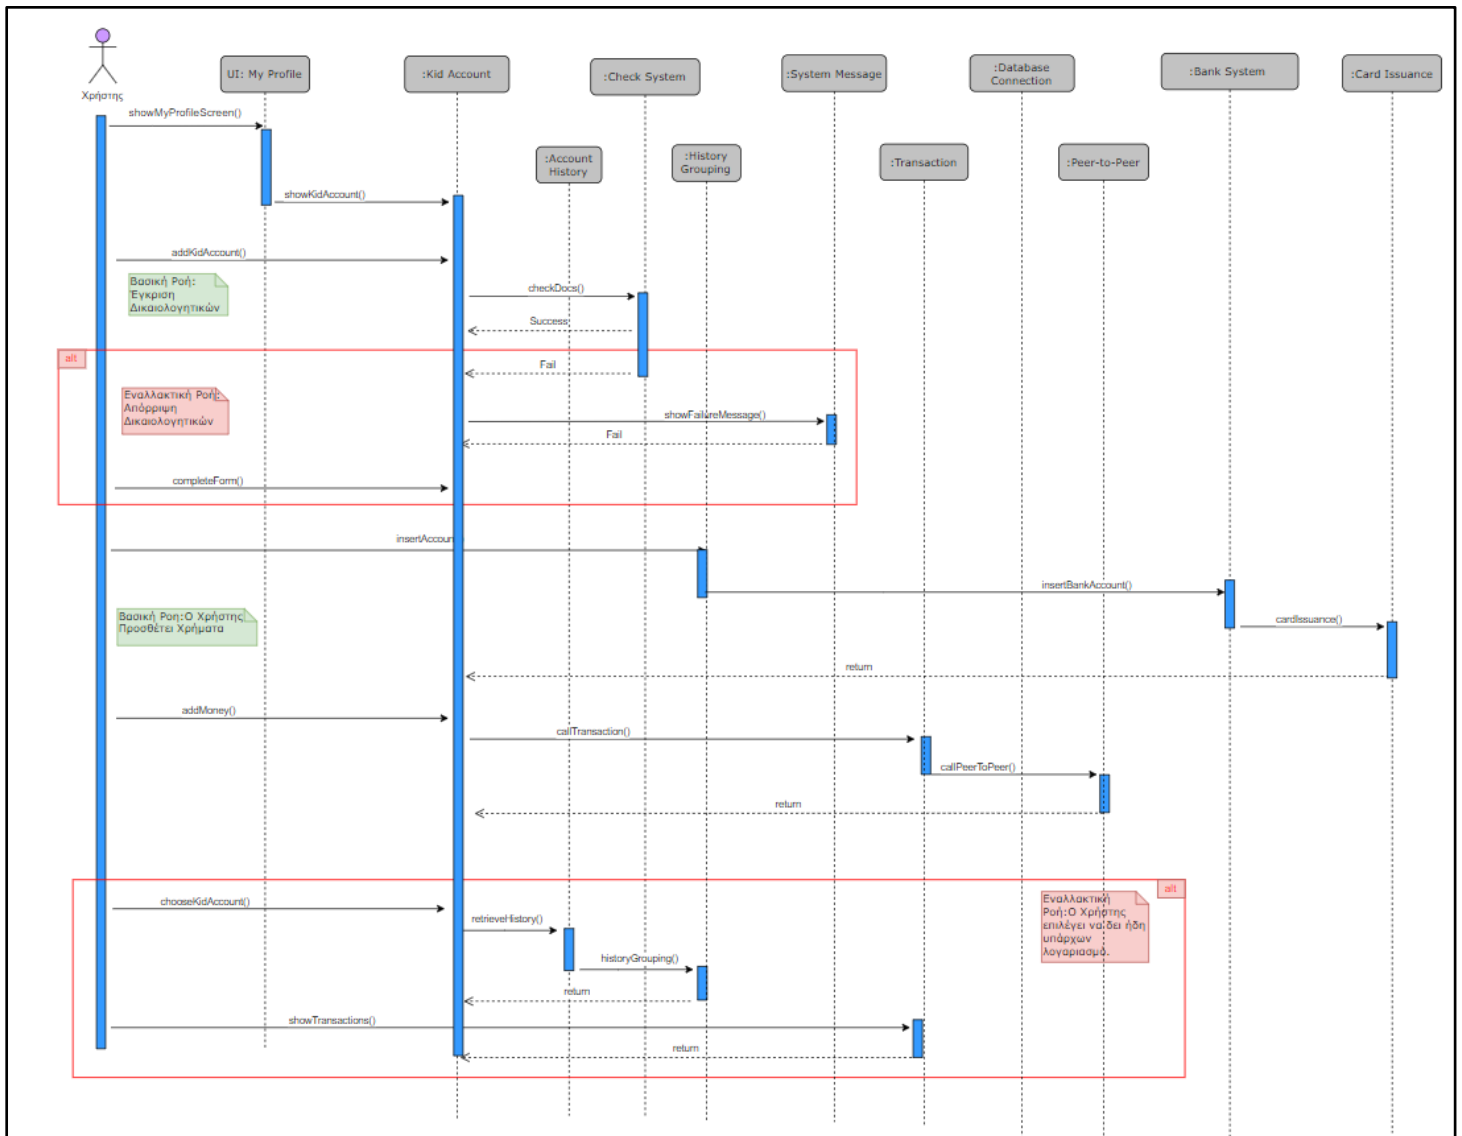 UI: My Profile
:Kid Account
:Check System
:System Message
:Database
Connection
:Bank System
:Card Issuance
Χρήστης
showMyProfileScreen()
:Account
History
:History
Grouping
:Transaction
:Peer-to-Peer
showKidAccount()
addKidAccount()
Βασική Ροή:
Έγκριση
Δικαιολογητικών
checkDocs()
Success
alt
Fail
Εναλλακτική Ροή:
Απόρριψη
Δικαιολογητικών
showFailureMessage()
Fail
completeForm()
insertAccoun
insertBankAccount()
Βασική Ροη:Ο Χρήστης
Προσθέτει Χρήματα
cardIssuance()
return
addMoney()
callTransaction()
callPeerToPeer()
return
alt
Εναλλακτική
Ροή:Ο Χρήστης
επιλέγει να δει ήδη
υπάρχων
λογαριασμό.
chooseKidAccount()
retrieveHistory()
historyGrouping()
return
showTransactions()
return